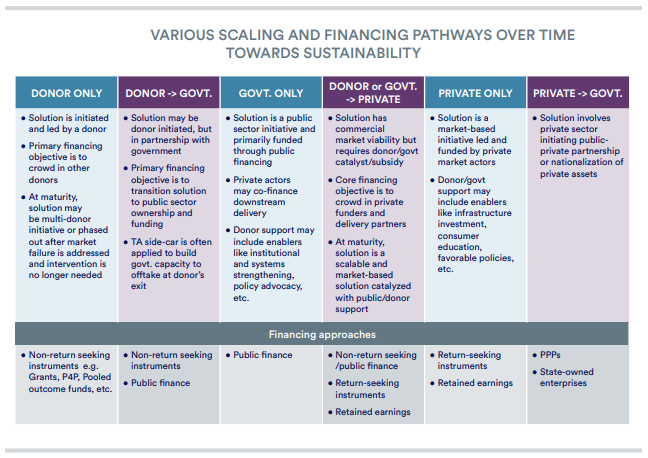 VARIOUS SCALING AND FINANCING PATHWAYS OVER TIME
TOWARDS SUSTAINABILITY
DONOR ONLY
• Solution is initiated
and led by a donor
• Primary financing
objective is to
crowd in other
donors
• At maturity,
solution may
be multi-donor
initiative or phased
out after market
failure is addressed
and intervention is
no longer needed
DONOR -> GOVT.
• Solution may be
donor initiated, but
in partnership with
government
• Primary financing
objective is to
transition solution
to public sector
ownership and
funding
• TA side-car is often
applied to build
govt. capacity to
offtake at donor's
exit
GOVT. ONLY
• Solution is a public
sector initiative and
primarily funded
through public
financing
• Private actors
may co-finance
downstream
delivery
• Donor support may
include enablers
like institutional
and systems
strengthening,
policy advocacy,
etc.
DONOR or GOVT.
-> PRIVATE
• Solution has
commercial
market viability but
requires donor/govt
catalyst/subsidy
• Core financing
objective is to
crowd in private
funders and
delivery partners
• At maturity,
solution is a
scalable and
market-based
solution catalyzed
with public/donor
support
PRIVATE ONLY
• Solution is a
market-based
initiative led and
funded by private
market actors
• Donor/govt
support may
include enablers
like infrastructure
investment,
consumer
education,
favorable policies,
etc.
PRIVATE -> GOVT.
• Solution involves
private sector
initiating public-
private partnership
or nationalization of
private assets
Financing approaches
• Non-return seeking
instruments e.g.
Grants, P4P, Pooled
outcome funds, etc.
• Non-return seeking
instruments
• Public finance
• Public finance
• Non-return seeking
/public finance
• Return-seeking
instruments
• Retained earnings
• Return-seeking
instruments
• Retained earnings
• PPPs
• State-owned
enterprises